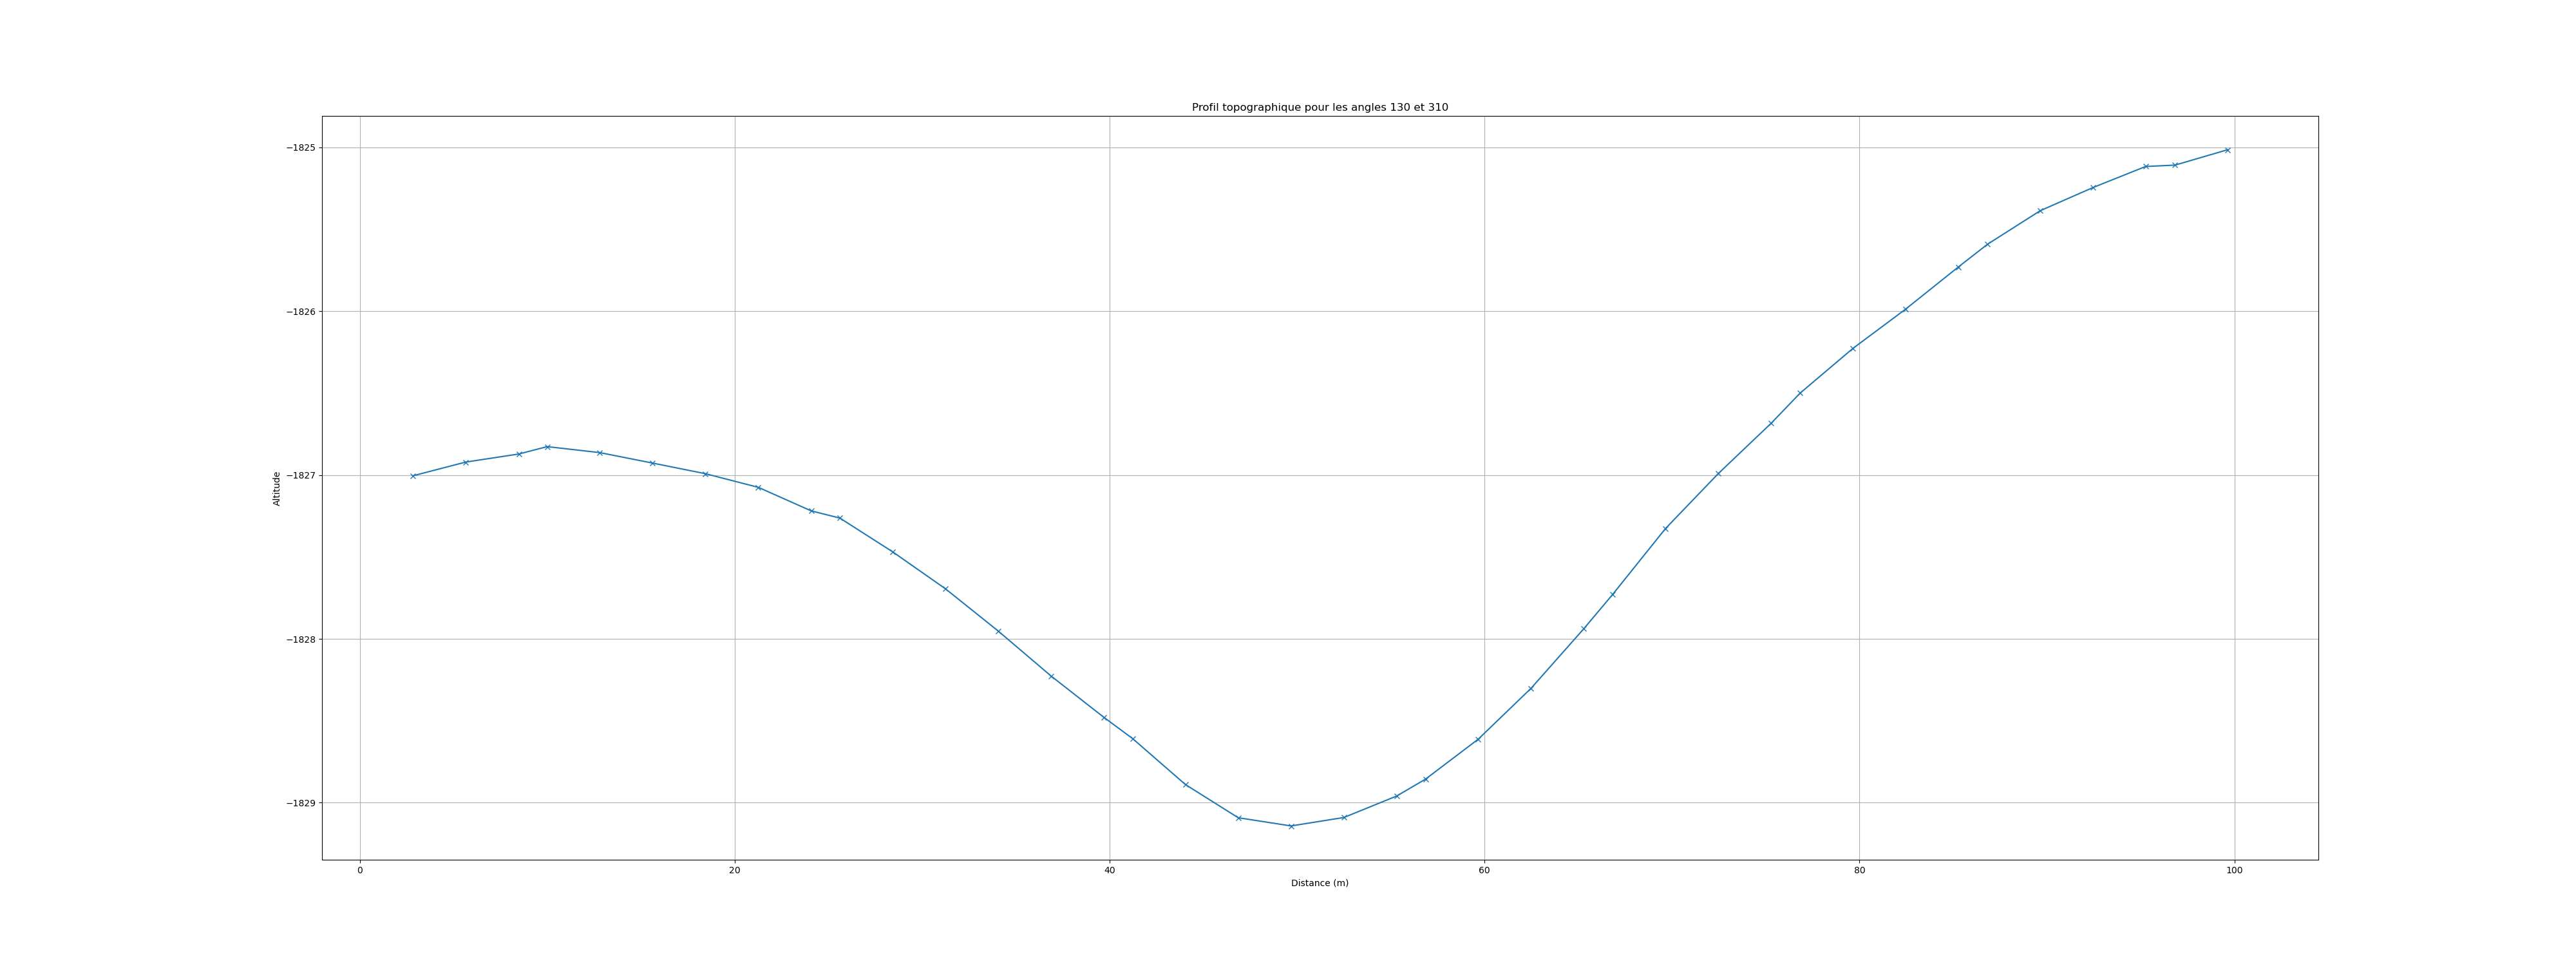 Profil topographique pour les angles 130 et 310
−1825
−1826
−1827
−1828
−1829
Altitude
0 20 40 60 80 100
Distance (m)